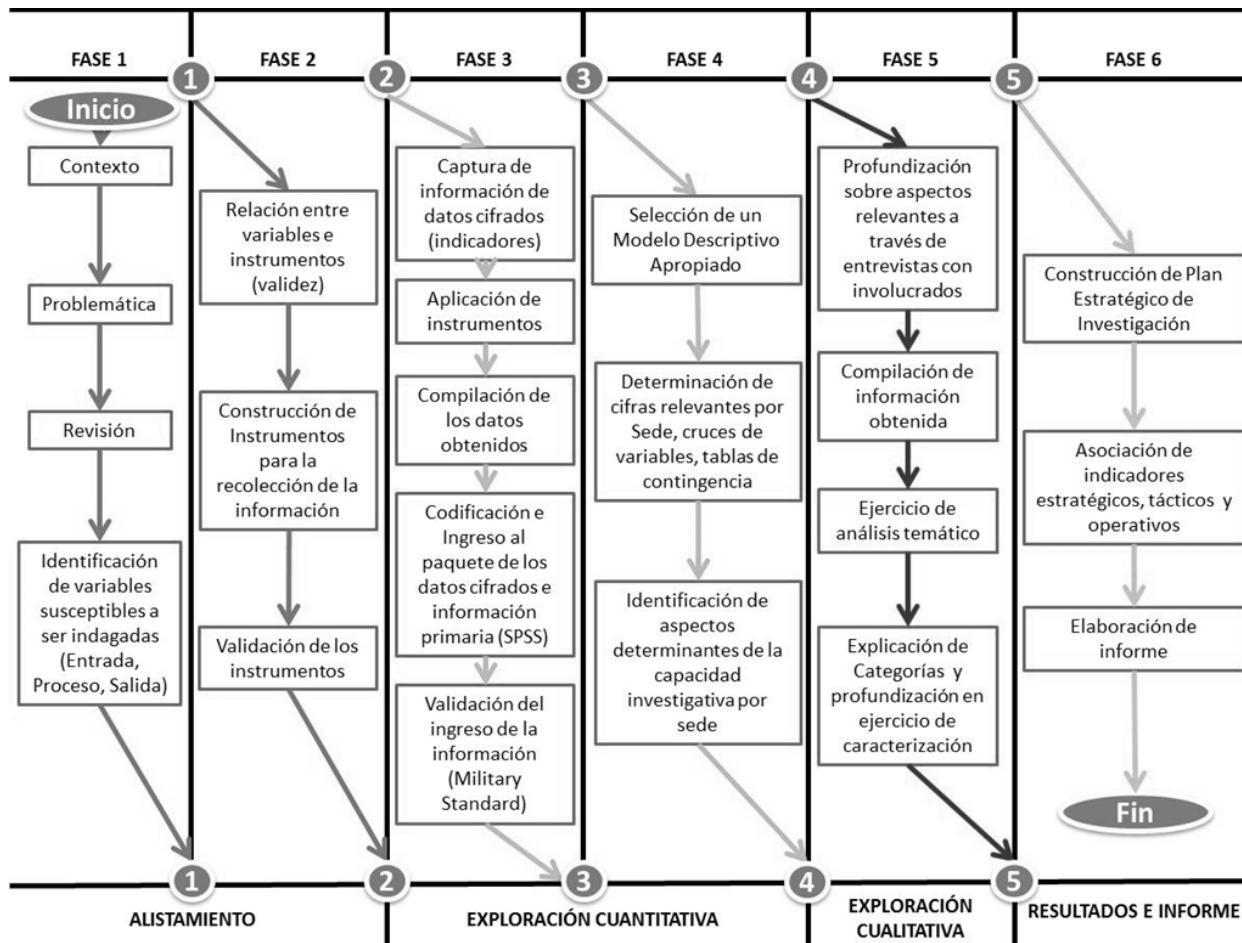 FASE 1
FASE 2
FASE 3
FASE 4
FASE 5
FASE 6
1
2
3
4
5
Inicio
Contexto
Problemática
Revisión
Identificación
de variables
susceptibles a
ser indagadas
(Entrada,
Proceso, Salida)
Relación entre
variables e
instrumentos
(validez)
Construcción de
Instrumentos
para la
recolección de la
información
Validación de los
instrumentos
Captura de
información de
datos cifrados
(indicadores)
Aplicación de
instrumentos
Compilación de
los datos
obtenidos
Codificación e
Ingreso al
paquete de los
datos cifrados e
información
primaria (SPSS)
Validación del
ingreso de la
información
(Military
Standard)
Selección de un
Modelo Descriptivo
Apropiado
Determinación de
cifras relevantes por
Sede, cruces de
variables, tablas de
contingencia
Identificación de
aspectos
determinantes de la
capacidad
investigativa por
sede
Profundización
sobre aspectos
relevantes a
través de
entrevistas con
involucrados
Compilación de
información
obtenida
Ejercicio de
análisis temático
Explicación de
Categorías y
profundización en
ejercicio de
caracterización
Construcción de Plan
Estratégico de
Investigación
Asociación de
indicadores
estratégicos, tácticos y
operativos
Elaboración de
informe
Fin
1
2
3
4
5
ALISTAMIENTO
EXPLORACIÓN CUANTITATIVA
EXPLORACIÓN
CUALITATIVA
RESULTADOS E INFORME